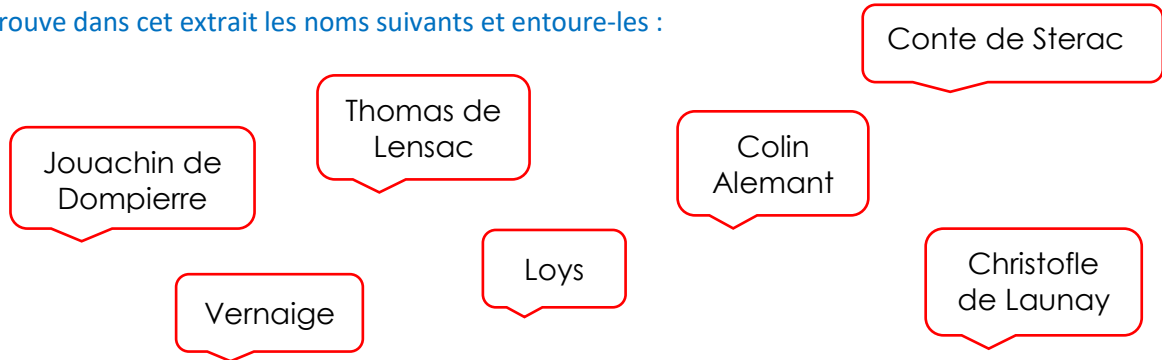 rouve dans cet extrait les noms suivants et entoure-les :
Conte de Sterac
Thomas de
Lensac
Colin
Alemant
Jouachin de
Dompierre
Loys
Christofle
de Launay
Vernaige